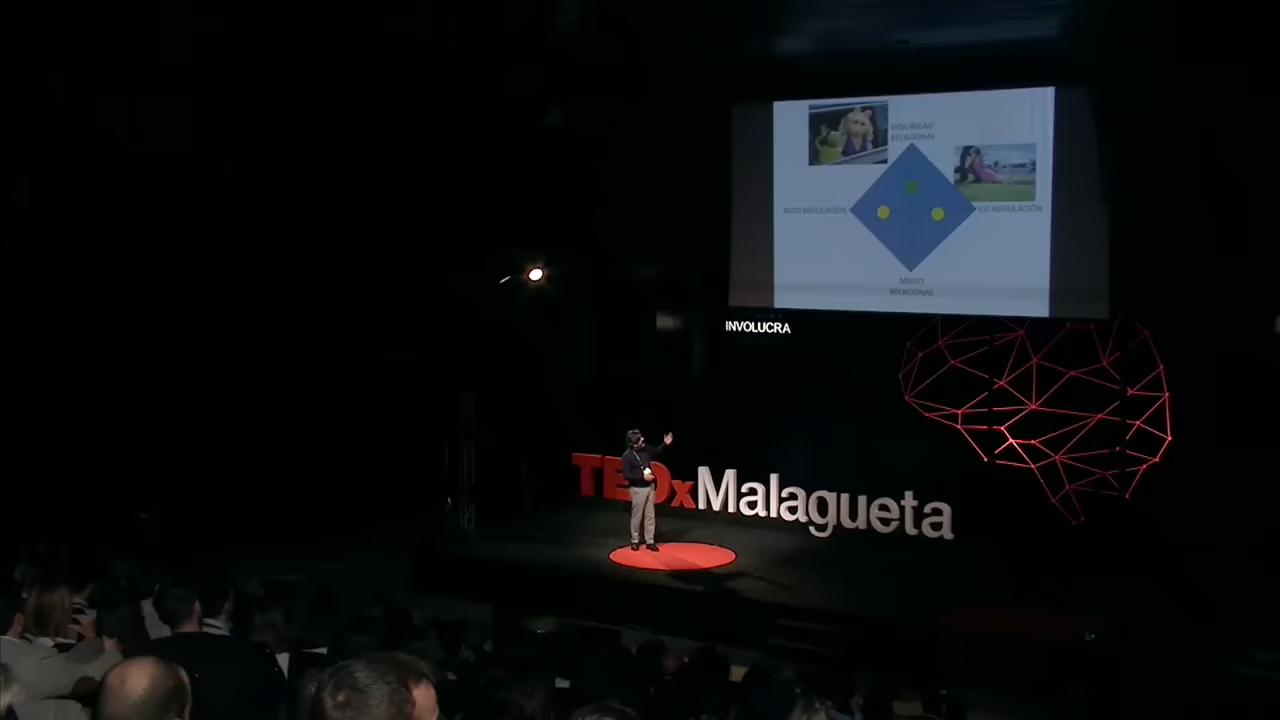 SEGURIDAD
RELACIONAL
AUTO REGULACIÓN
CO REGULACIÓN
MIEDO
RELACIONAL
INVOLUCRA
TEDxMalagueta